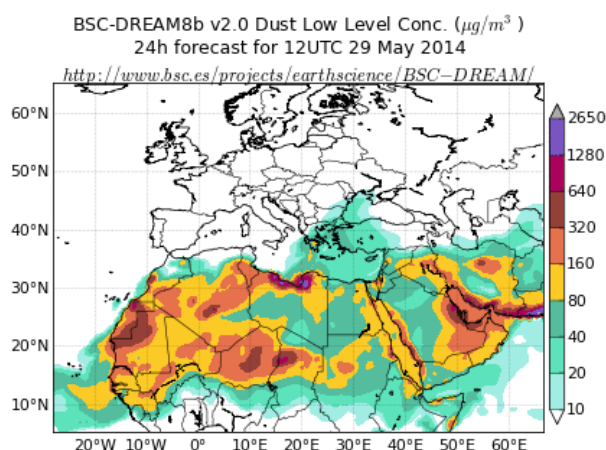 BSC-DREAM8b v2.0 Dust Low Level Conc. (μg/m³ )
24h forecast for 12UTC 29 May 2014
http://www.bsc.es/projects/earthscience/BSC−DREAM/
60°N
50°N
40°N
30°N
20°N
10°N
20°W 10°W 0° 10°E 20°E 30°E 40°E 50°E 60°E
2650
1280
640
320
160
80
40
20
10